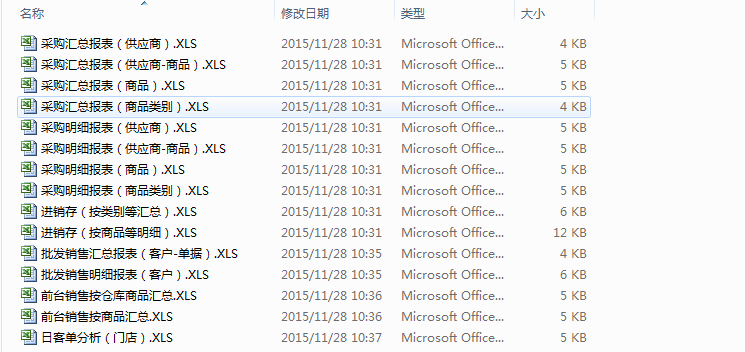 名称 修改日期 类型 大小
采购汇总报表（供应商）.XLS 2015/11/28 10:31 Microsoft Office... 4 KB
采购汇总报表（供应商-商品）.XLS 2015/11/28 10:31 Microsoft Office... 5 KB
采购汇总报表（商品）.XLS 2015/11/28 10:31 Microsoft Office... 5 KB
采购汇总报表（商品类别）.XLS 2015/11/28 10:31 Microsoft Office... 4 KB
采购明细报表（供应商）.XLS 2015/11/28 10:31 Microsoft Office... 5 KB
采购明细报表（供应商-商品）.XLS 2015/11/28 10:31 Microsoft Office... 5 KB
采购明细报表（商品）.XLS 2015/11/28 10:31 Microsoft Office... 5 KB
采购明细报表（商品类别）.XLS 2015/11/28 10:31 Microsoft Office... 5 KB
进销存（按类别等汇总）.XLS 2015/11/28 10:31 Microsoft Office... 6 KB
进销存（按商品等明细）.XLS 2015/11/28 10:31 Microsoft Office... 12 KB
批发销售汇总报表（客户-单据）.XLS 2015/11/28 10:35 Microsoft Office... 4 KB
批发销售明细报表（客户）.XLS 2015/11/28 10:35 Microsoft Office... 6 KB
前台销售按仓库商品汇总.XLS 2015/11/28 10:36 Microsoft Office... 5 KB
前台销售按商品汇总.XLS 2015/11/28 10:36 Microsoft Office... 5 KB
日客单分析（门店）.XLS 2015/11/28 10:37 Microsoft Office... 5 KB